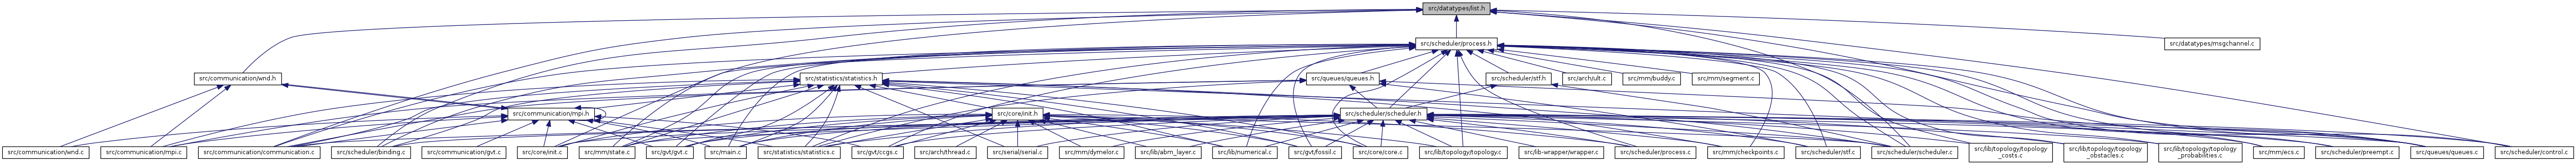 src/datatypes/list.h
src/scheduler/process.h
src/datatypes/msgchannel.c
src/communication/wnd.h
src/statistics/statistics.h
src/queues/queues.h
src/scheduler/stf.h
src/arch/ult.c
src/mm/buddy.c
src/mm/segment.c
src/communication/mpi.h
src/core/init.h
src/scheduler/scheduler.h
src/communication/wnd.c
src/communication/mpi.c
src/communication/communication.c
src/scheduler/binding.c
src/communication/gvt.c
src/core/init.c
src/mm/state.c
src/gvt/gvt.c
src/main.c
src/statistics/statistics.c
src/gvt/ccgs.c
src/arch/thread.c
src/serial/serial.c
src/mm/dymelor.c
src/lib/abm_layer.c
src/lib/numerical.c
src/gvt/fossil.c
src/core/core.c
src/lib/topology/topology.c
src/lib-wrapper/wrapper.c
src/scheduler/process.c
src/mm/checkpoints.c
src/scheduler/stf.c
src/scheduler/scheduler.c
src/lib/topology/topology
_costs.c
src/lib/topology/topology
_obstacles.c
src/lib/topology/topology
_probabilities.c
src/mm/ecs.c
src/scheduler/preempt.c
src/queues/queues.c
src/scheduler/control.c